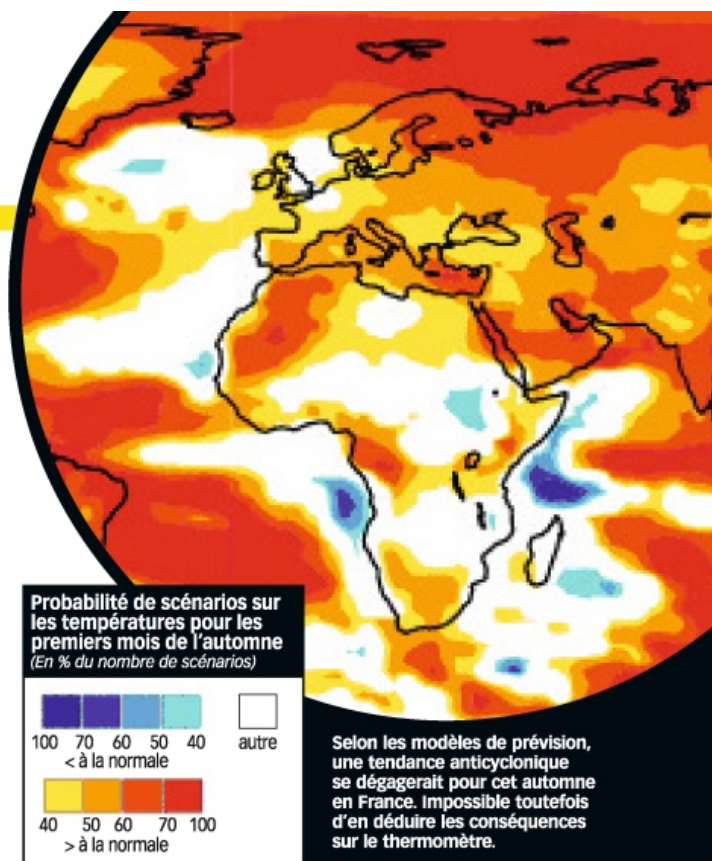 Probabilité de scénarios sur
les températures pour les
premiers mois de l'automne
(En % du nombre de scénarios)
100 70 60 50 40
< à la normale
autre
40 50 60 70 100
> à la normale
Selon les modèles de prévision,
une tendance anticyclonique
se dégagerait pour cet automne
en France. Impossible toutefois
d'en déduire les conséquences
sur le thermomètre.